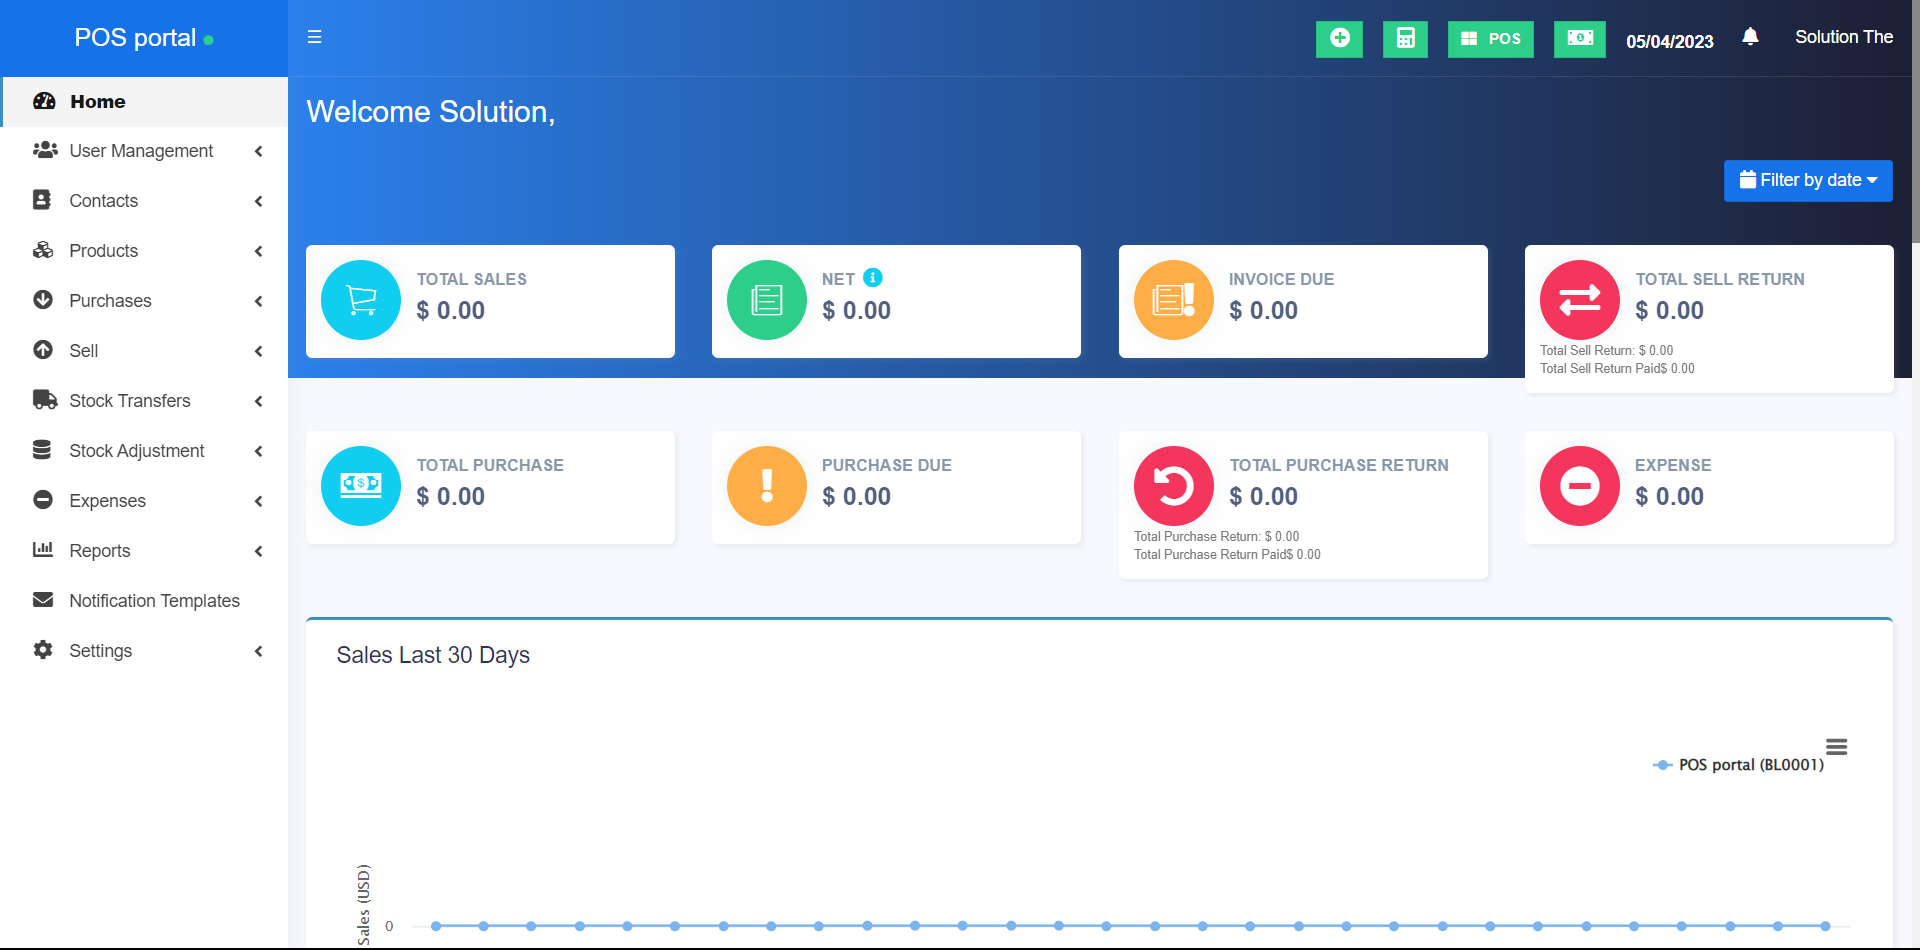 POS portal
POS
05/04/2023
Solution The
Home
User Management
Contacts
Products
Purchases
Sell
Stock Transfers
Stock Adjustment
Expenses
Reports
Notification Templates
Settings
Welcome Solution,
Filter by date
TOTAL SALES
$ 0.00
NET
$ 0.00
INVOICE DUE
$ 0.00
TOTAL SELL RETURN
$ 0.00
Total Sell Return: $ 0.00
Total Sell Return Paid$ 0.00
TOTAL PURCHASE
$ 0.00
PURCHASE DUE
$ 0.00
TOTAL PURCHASE RETURN
$ 0.00
Total Purchase Return: $ 0.00
Total Purchase Return Paid$ 0.00
EXPENSE
$ 0.00
Sales Last 30 Days
POS portal (BL0001)
Sales (USD)
0